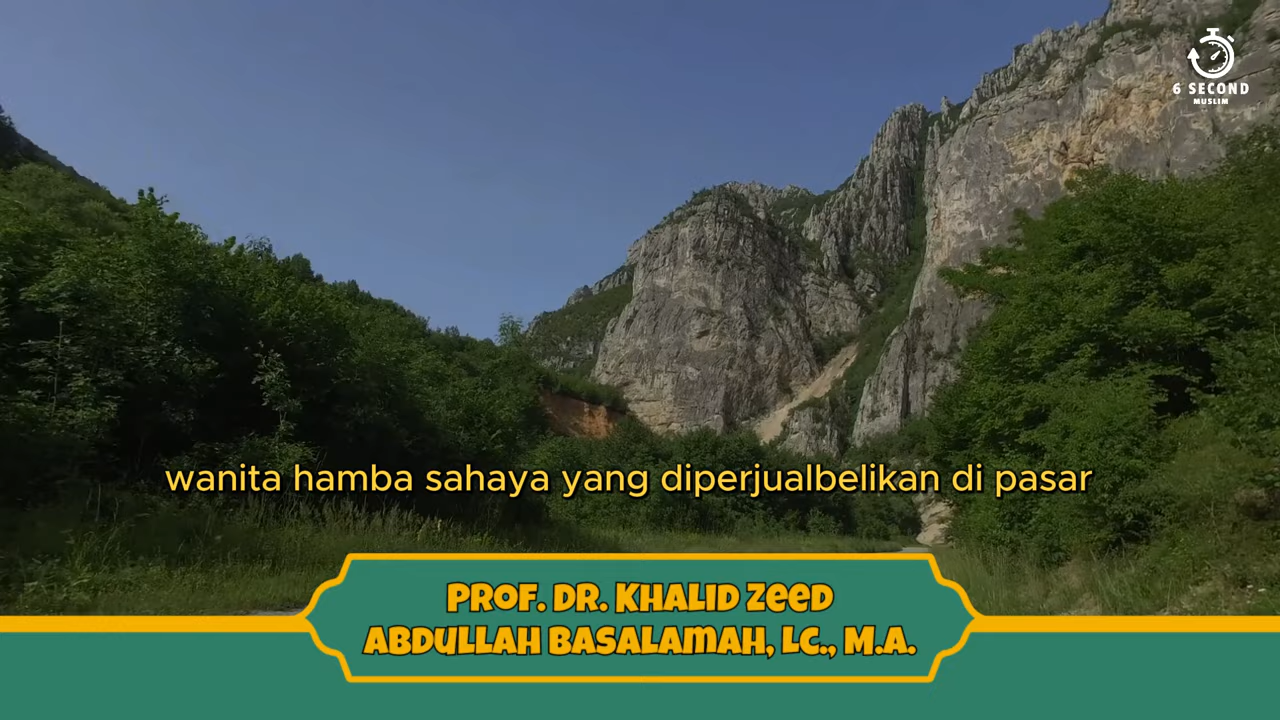 6 SECOND
MUSLIM
wanita hamba sahaya yang diperjualbelikan di pasar
PROF. DR. KHALID ZEED
ABDULLAH BASALAMAH, LC., M.A.